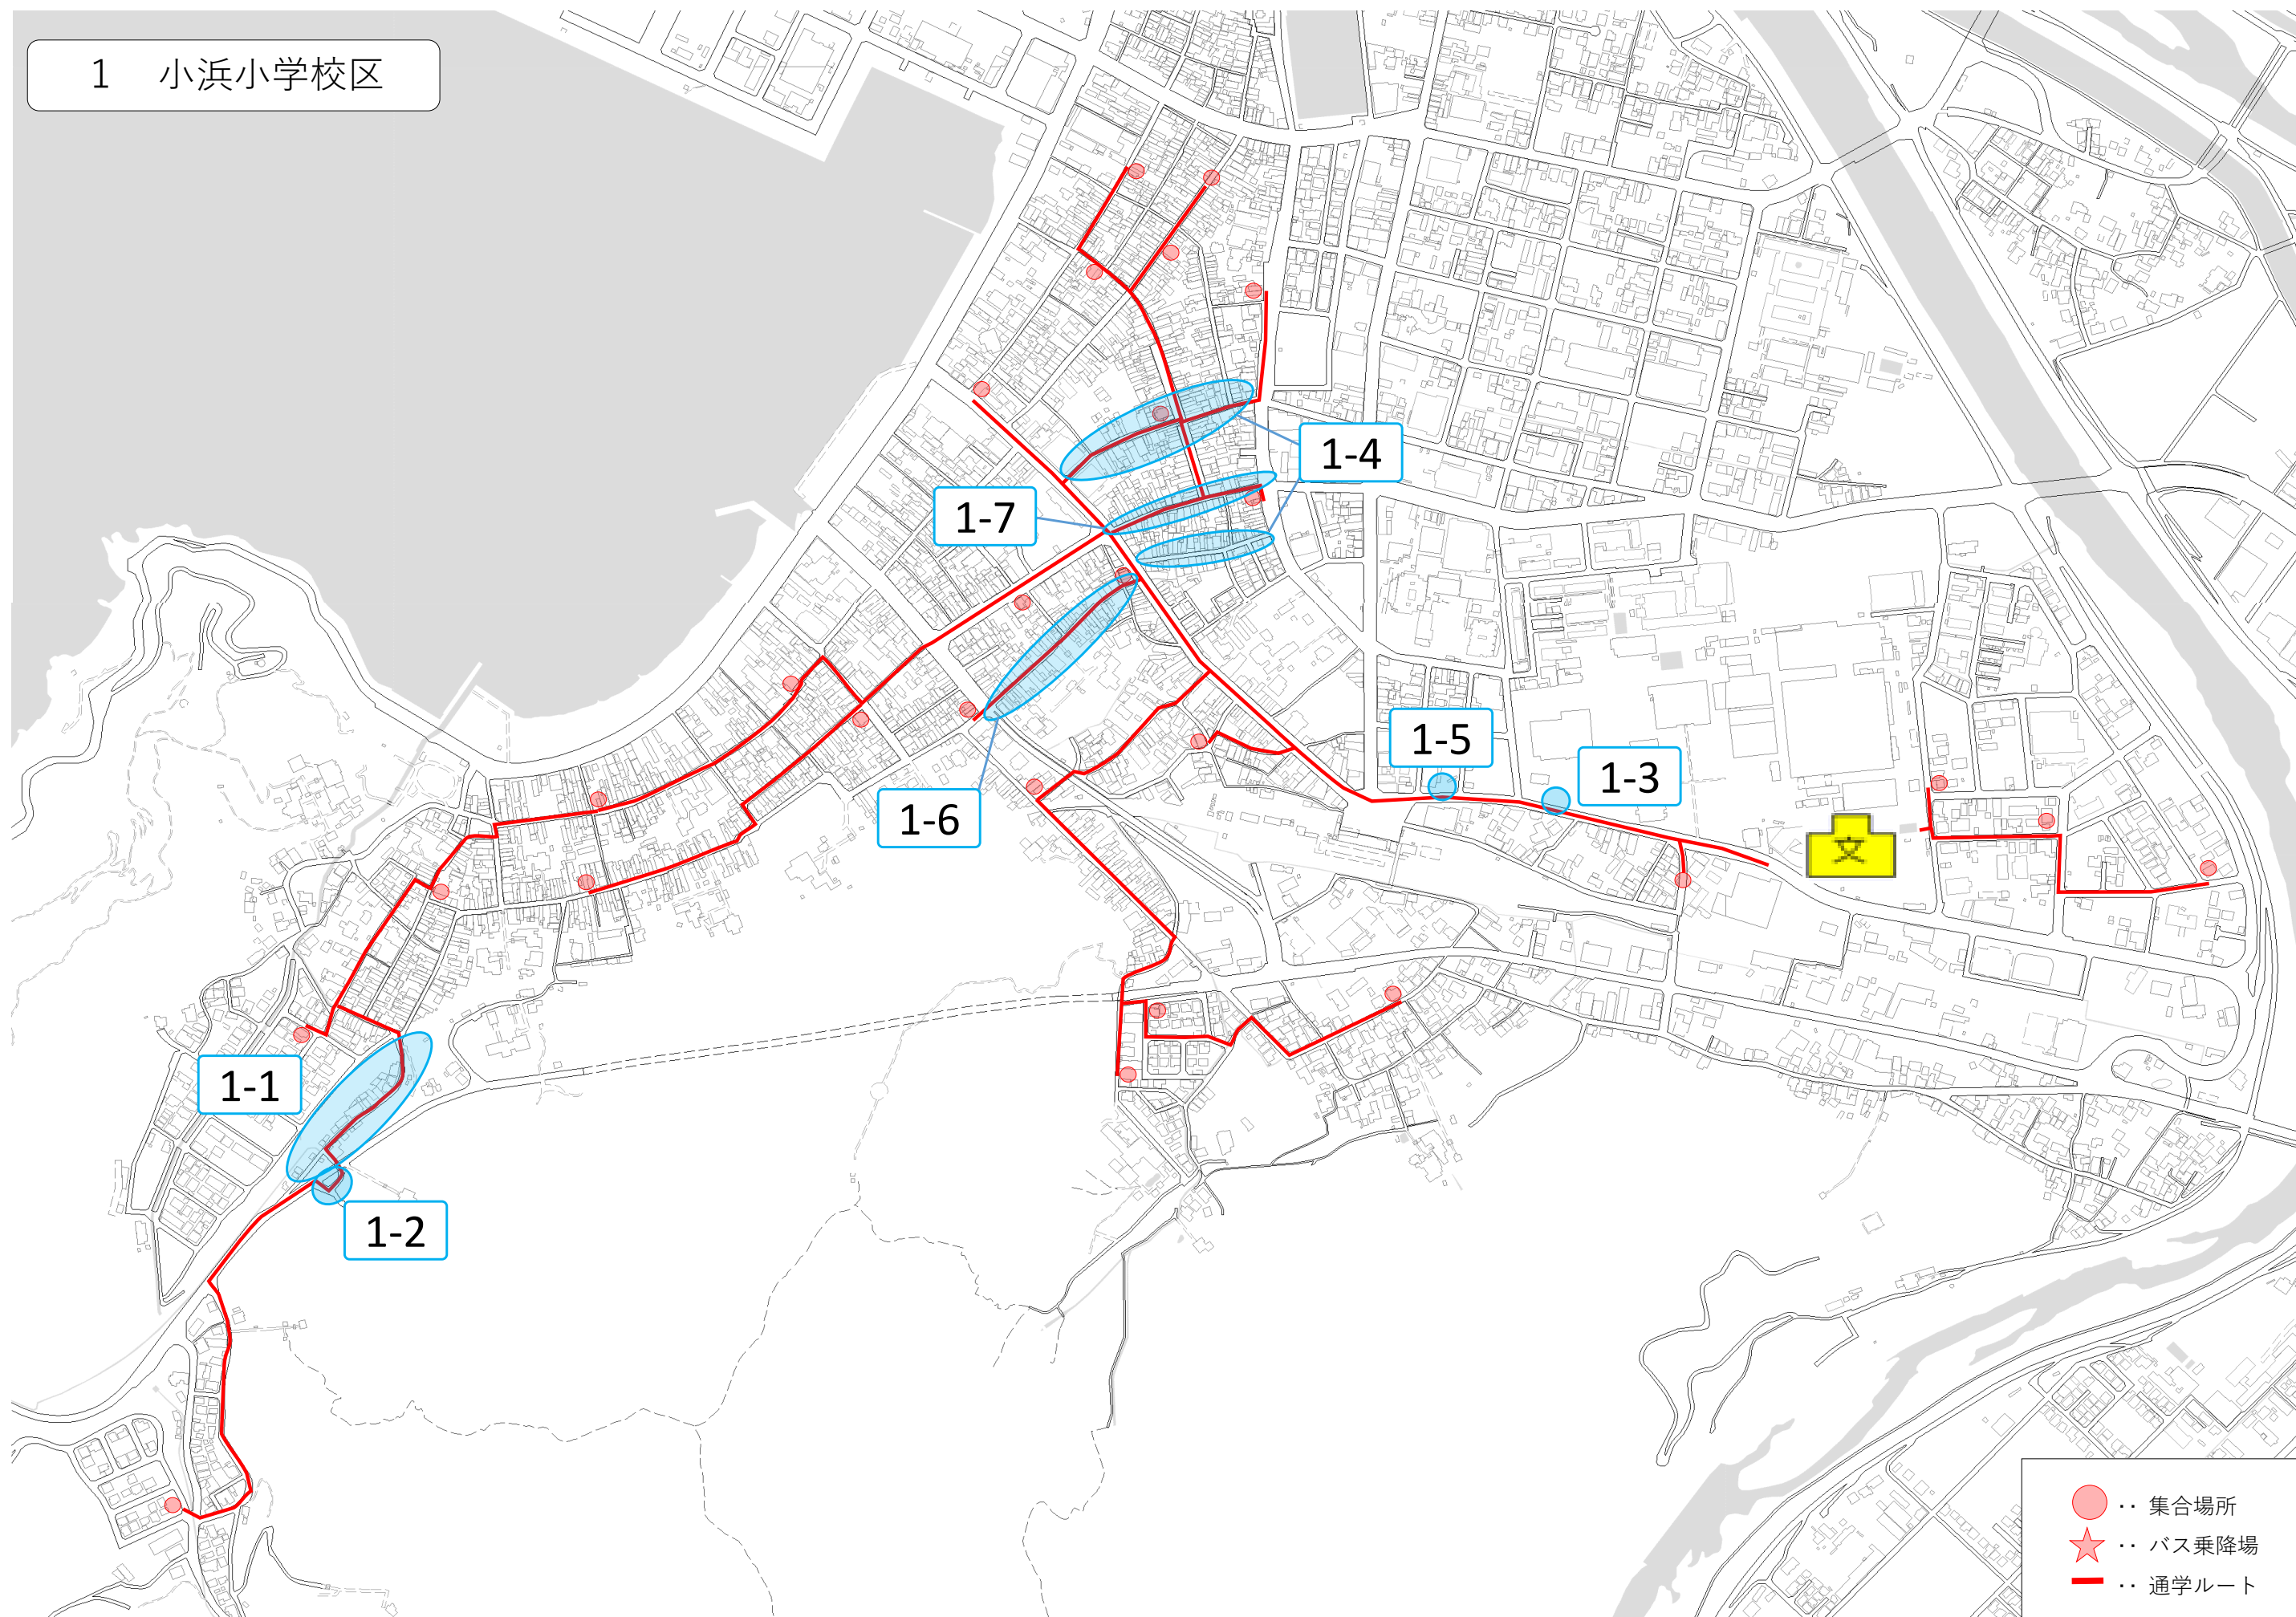 1 小浜小学校区
1-4
1-7
1-5
1-3
1-6
1-1
1-2
文
‥ 集合場所
‥ バス乗降場
‥ 通学ルート